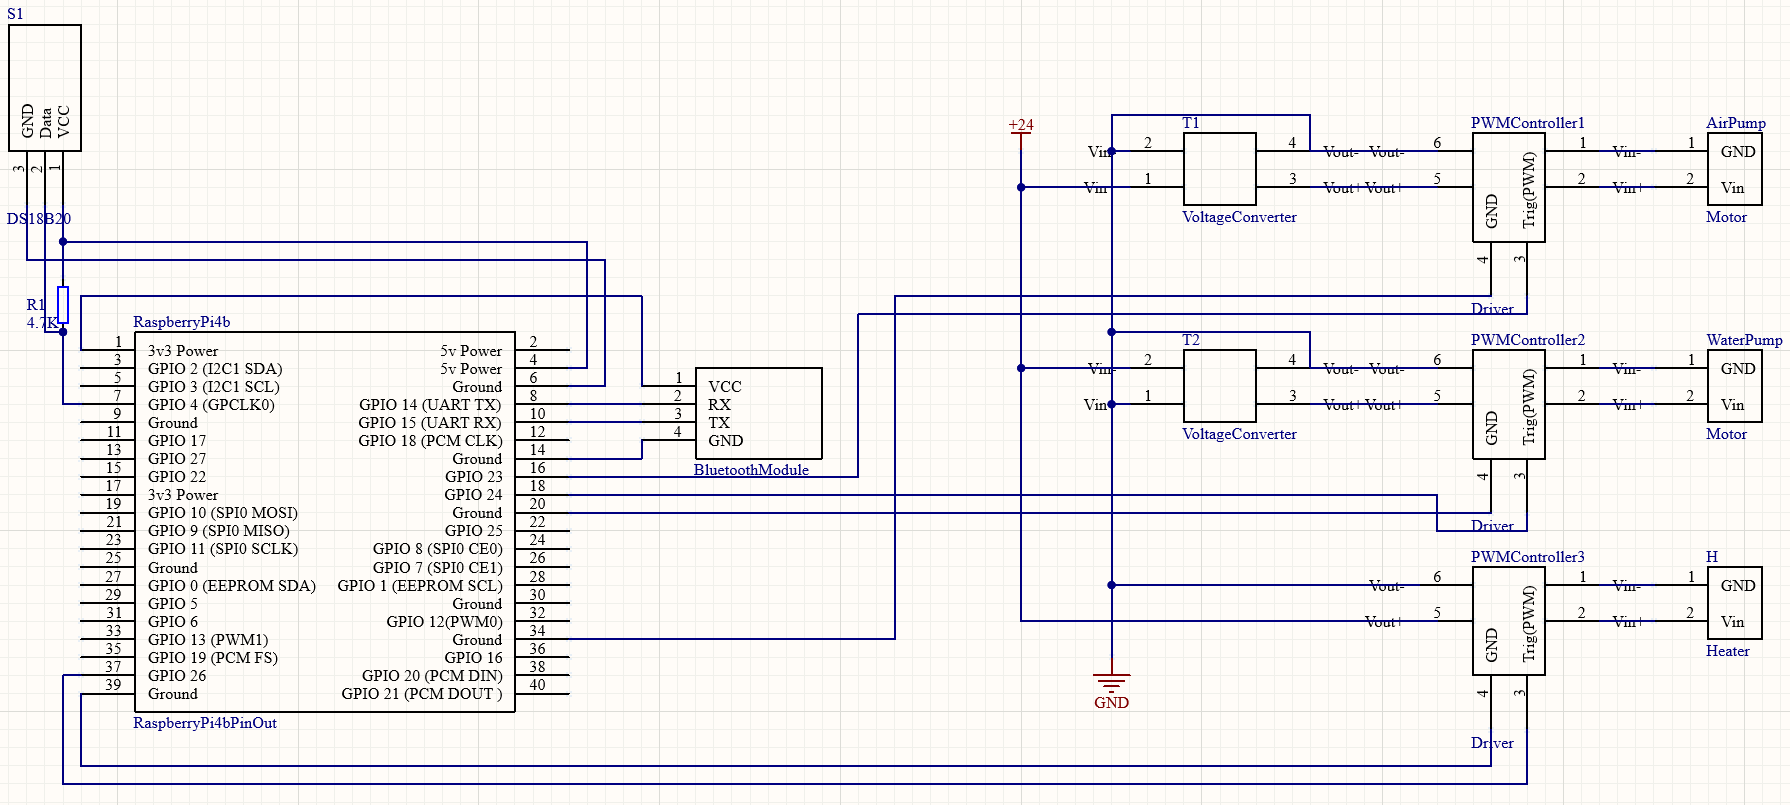 S1
GND
Data
VCC
3
2
1
DS18B20
R1
4.7K
RaspberryPi4b
1 3v3 Power 5v Power 2
3 GPIO 2 (I2C1 SDA) 5v Power 4
5 GPIO 3 (I2C1 SCL) Ground 6
7 GPIO 4 (GPCLK0) GPIO 14 (UART TX) 8
9 Ground GPIO 15 (UART RX) 10
11 GPIO 17 GPIO 18 (PCM CLK) 12
13 GPIO 27 Ground 14
15 GPIO 22 GPIO 23 16
17 3v3 Power GPIO 24 18
19 GPIO 10 (SPI0 MOSI) Ground 20
21 GPIO 9 (SPI0 MISO) GPIO 25 22
23 GPIO 11 (SPI0 SCLK) GPIO 8 (SPI0 CE0) 24
25 Ground GPIO 7 (SPI0 CE1) 26
27 GPIO 0 (EEPROM SDA) GPIO 1 (EEPROM SCL) 28
29 GPIO 5 Ground 30
31 GPIO 6 GPIO 12(PWM0) 32
33 GPIO 13 (PWM1) Ground 34
35 GPIO 19 (PCM FS) GPIO 16 36
37 GPIO 26 GPIO 20 (PCM DIN) 38
39 Ground GPIO 21 (PCM DOUT ) 40
RaspberryPi4bPinOut
1 VCC
2 RX
3 TX
4 GND
BluetoothModule
+24
GND
T1
Vin 2 4 Vout-
Vin 1 3 Vout+
VoltageConverter
PWMController1
Vout- 6 1 Vin-
Vout+ 5 2 Vin+
GND
Trig(PWM)
4
3
Driver
AirPump
1 GND
2 Vin
Motor
T2
Vin- 2 4 Vout-
Vin 1 3 Vout+
VoltageConverter
PWMController2
Vout- 6 1 Vin-
Vout+ 5 2 Vin+
GND
Trig(PWM)
4
3
Driver
WaterPump
1 GND
2 Vin
Motor
PWMController3
Vout- 6 1 Vin-
Vout+ 5 2 Vin+
GND
Trig(PWM)
4
3
Driver
H
1 GND
2 Vin
Heater